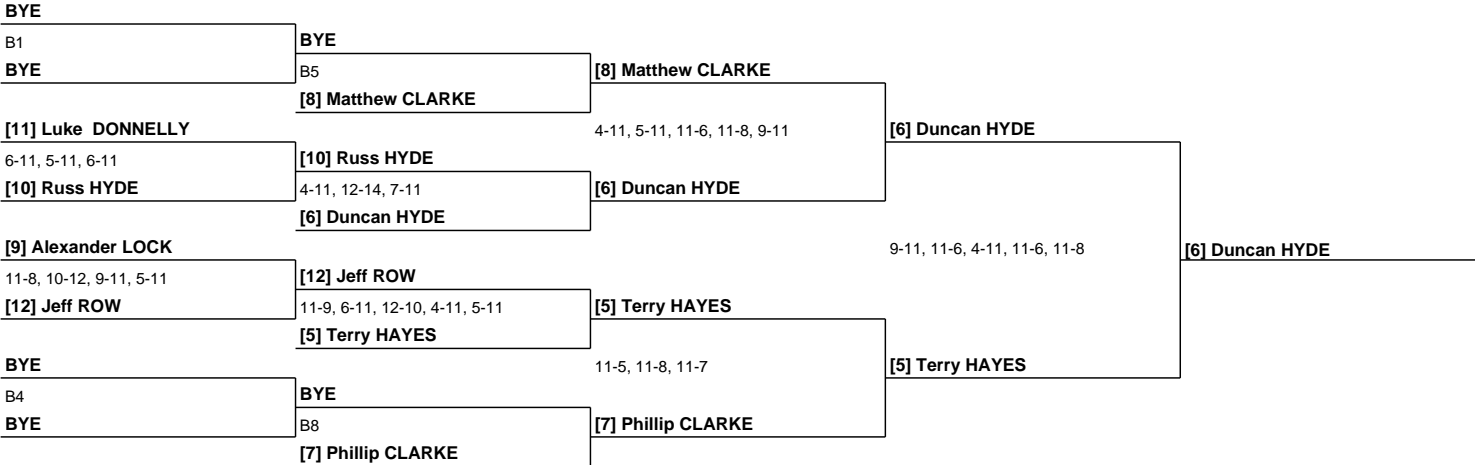 BYE
B1
BYE
BYE
B5
[8] Matthew CLARKE
[8] Matthew CLARKE
[11] Luke  DONNELLY
4-11, 5-11, 11-6, 11-8, 9-11
[6] Duncan HYDE
6-11, 5-11, 6-11
[10] Russ HYDE
[10] Russ HYDE
4-11, 12-14, 7-11
[6] Duncan HYDE
[6] Duncan HYDE
[9] Alexander LOCK
9-11, 11-6, 4-11, 11-6, 11-8
[6] Duncan HYDE
11-8, 10-12, 9-11, 5-11
[12] Jeff ROW
[12] Jeff ROW
11-9, 6-11, 12-10, 4-11, 5-11
[5] Terry HAYES
[5] Terry HAYES
BYE
11-5, 11-8, 11-7
[5] Terry HAYES
B4
BYE
BYE
B8
[7] Phillip CLARKE
[7] Phillip CLARKE